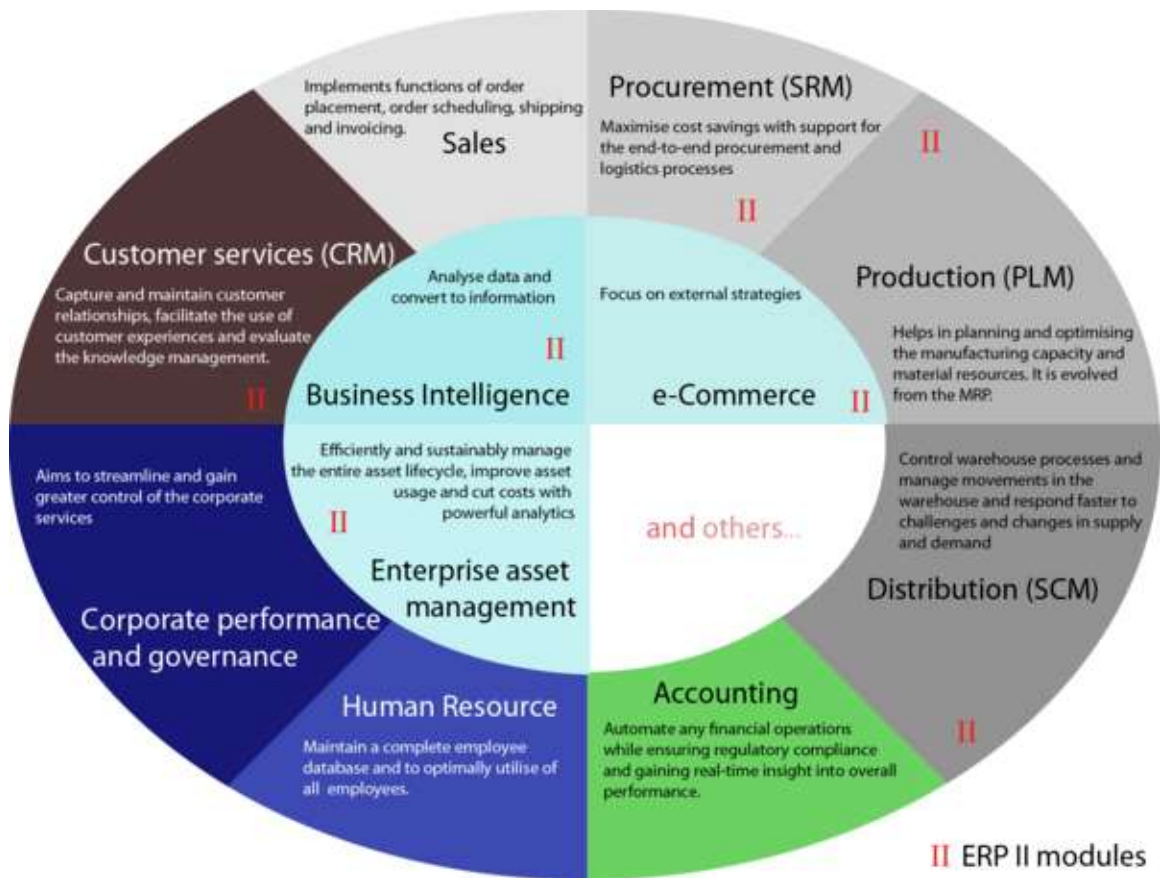 Implements functions of order
placement, order scheduling, shipping
and invoicing.
Sales
Procurement (SRM)
Maximise cost savings with support for
the end-to-end procurement and
logistics processes
II
II
Production (PLM)
Helps in planning and optimising
the manufacturing capacity and
material resources. It is evolved
from the MRP.
Customer services (CRM)
Capture and maintain customer
relationships, facilitate the use of
customer experiences and evaluate
the knowledge management.
II
Analyse data and
convert to information
II
Business Intelligence
Focus on external strategies
e-Commerce
II
Aims to streamline and gain
greater control of the corporate
services
Corporate performance
and governance
Efficiently and sustainably manage
the entire asset lifecycle, improve asset
usage and cut costs with
powerful analytics
II
Enterprise asset
management
and others...
Control warehouse processes and
manage movements in the
warehouse and respond faster to
challenges and changes in supply
and demand
Distribution (SCM)
II
Human Resource
Maintain a complete employee
database and to optimally utilise of
all employees.
Accounting
Automate any financial operations
while ensuring regulatory compliance
and gaining real-time insight into overall
performance.
II ERP II modules